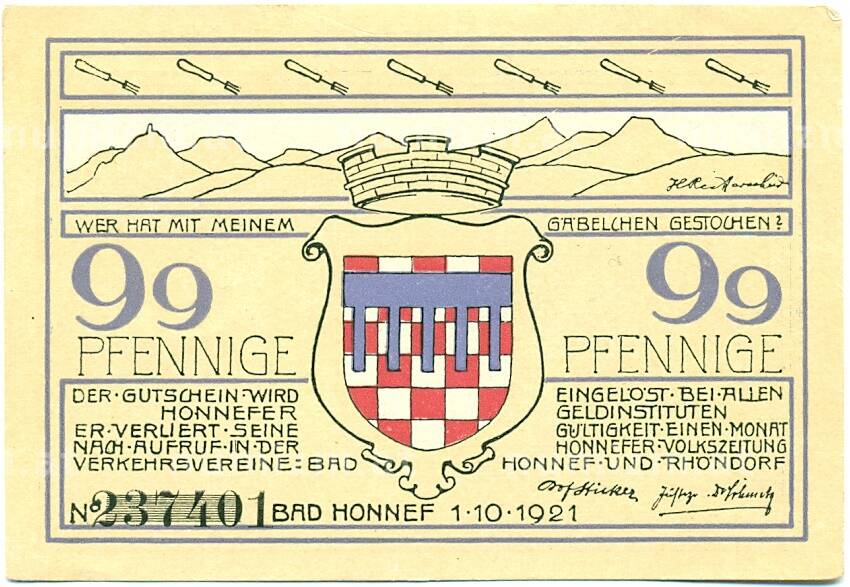 WER HAT MIT MEINEM GÄBELCHEN GESTOCHEN?
99 99
PFENNIGE PFENNIGE
DER·GUTSCHEIN·WIRD EINGELÖST·BEI·ALLEN
HONNEFER GELDINSTITUTEN
ER·VERLIERT·SEINE GÜLTIGKEIT·EINEN·MONAT
NACH·AUFRUF·IN·DER HONNEFER·VOLKSZEITUNG
VERKEHRSVEREINE=BAD HONNEF·UND·RHÖNDORF
No 237401 BAD HONNEF 1·10·1921